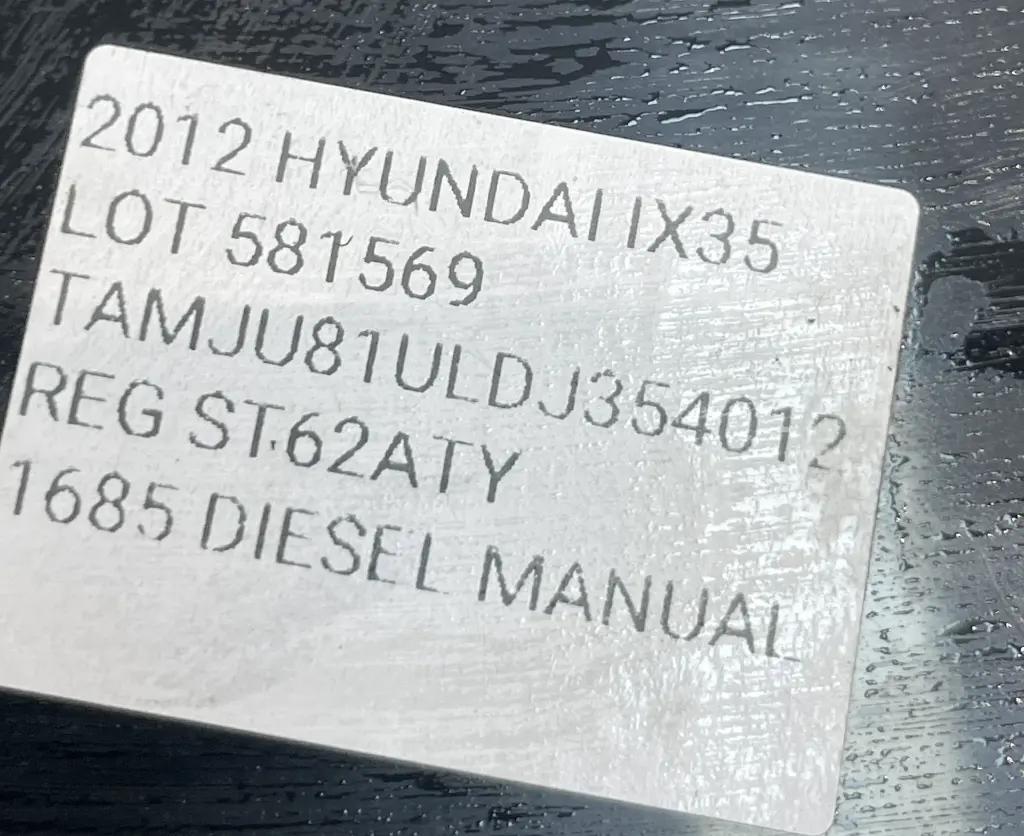 2012 HYUNDAI IX35
LOT 581569
TAMJU81ULDJ354012
REG ST62ATY
1685 DIESEL MANUAL